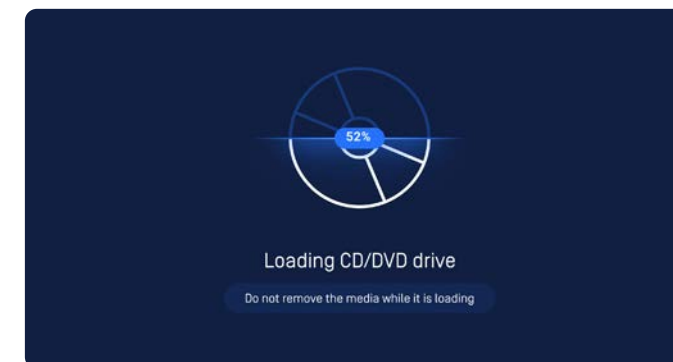 52%
Loading CD/DVD drive
Do not remove the media while it is loading